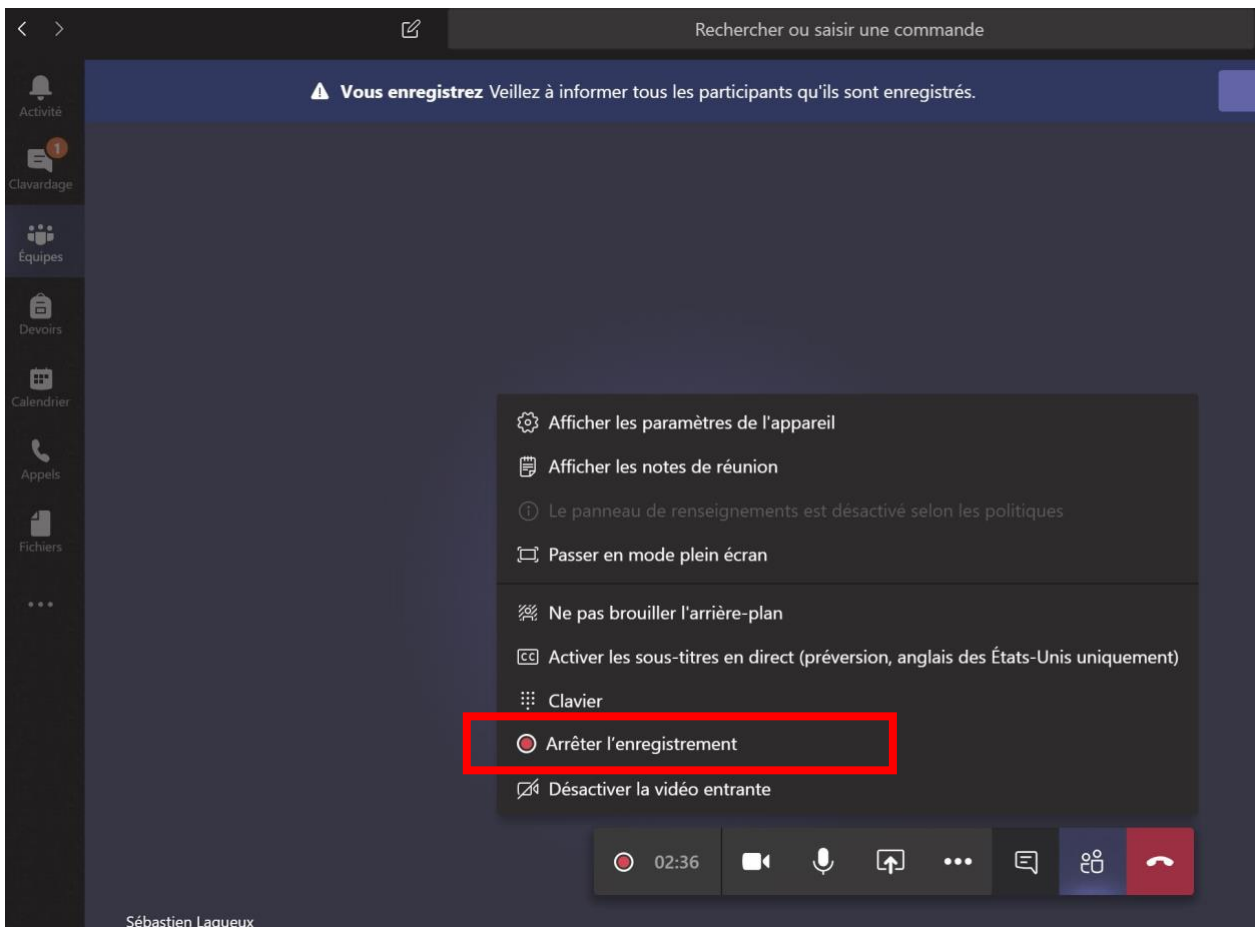 Rechercher ou saisir une commande
Vous enregistrez Veillez à informer tous les participants qu'ils sont enregistrés.
Activité
1
Clavardage
Équipes
Devoirs
Calendrier
Appels
Fichiers
Afficher les paramètres de l'appareil
Afficher les notes de réunion
Le panneau de renseignements est désactivé selon les politiques
Passer en mode plein écran
Ne pas brouiller l'arrière-plan
CC Activer les sous-titres en direct (préversion, anglais des États-Unis uniquement)
Clavier
Arrêter l’enregistrement
Désactiver la vidéo entrante
02:36
Sébastien Laqueux